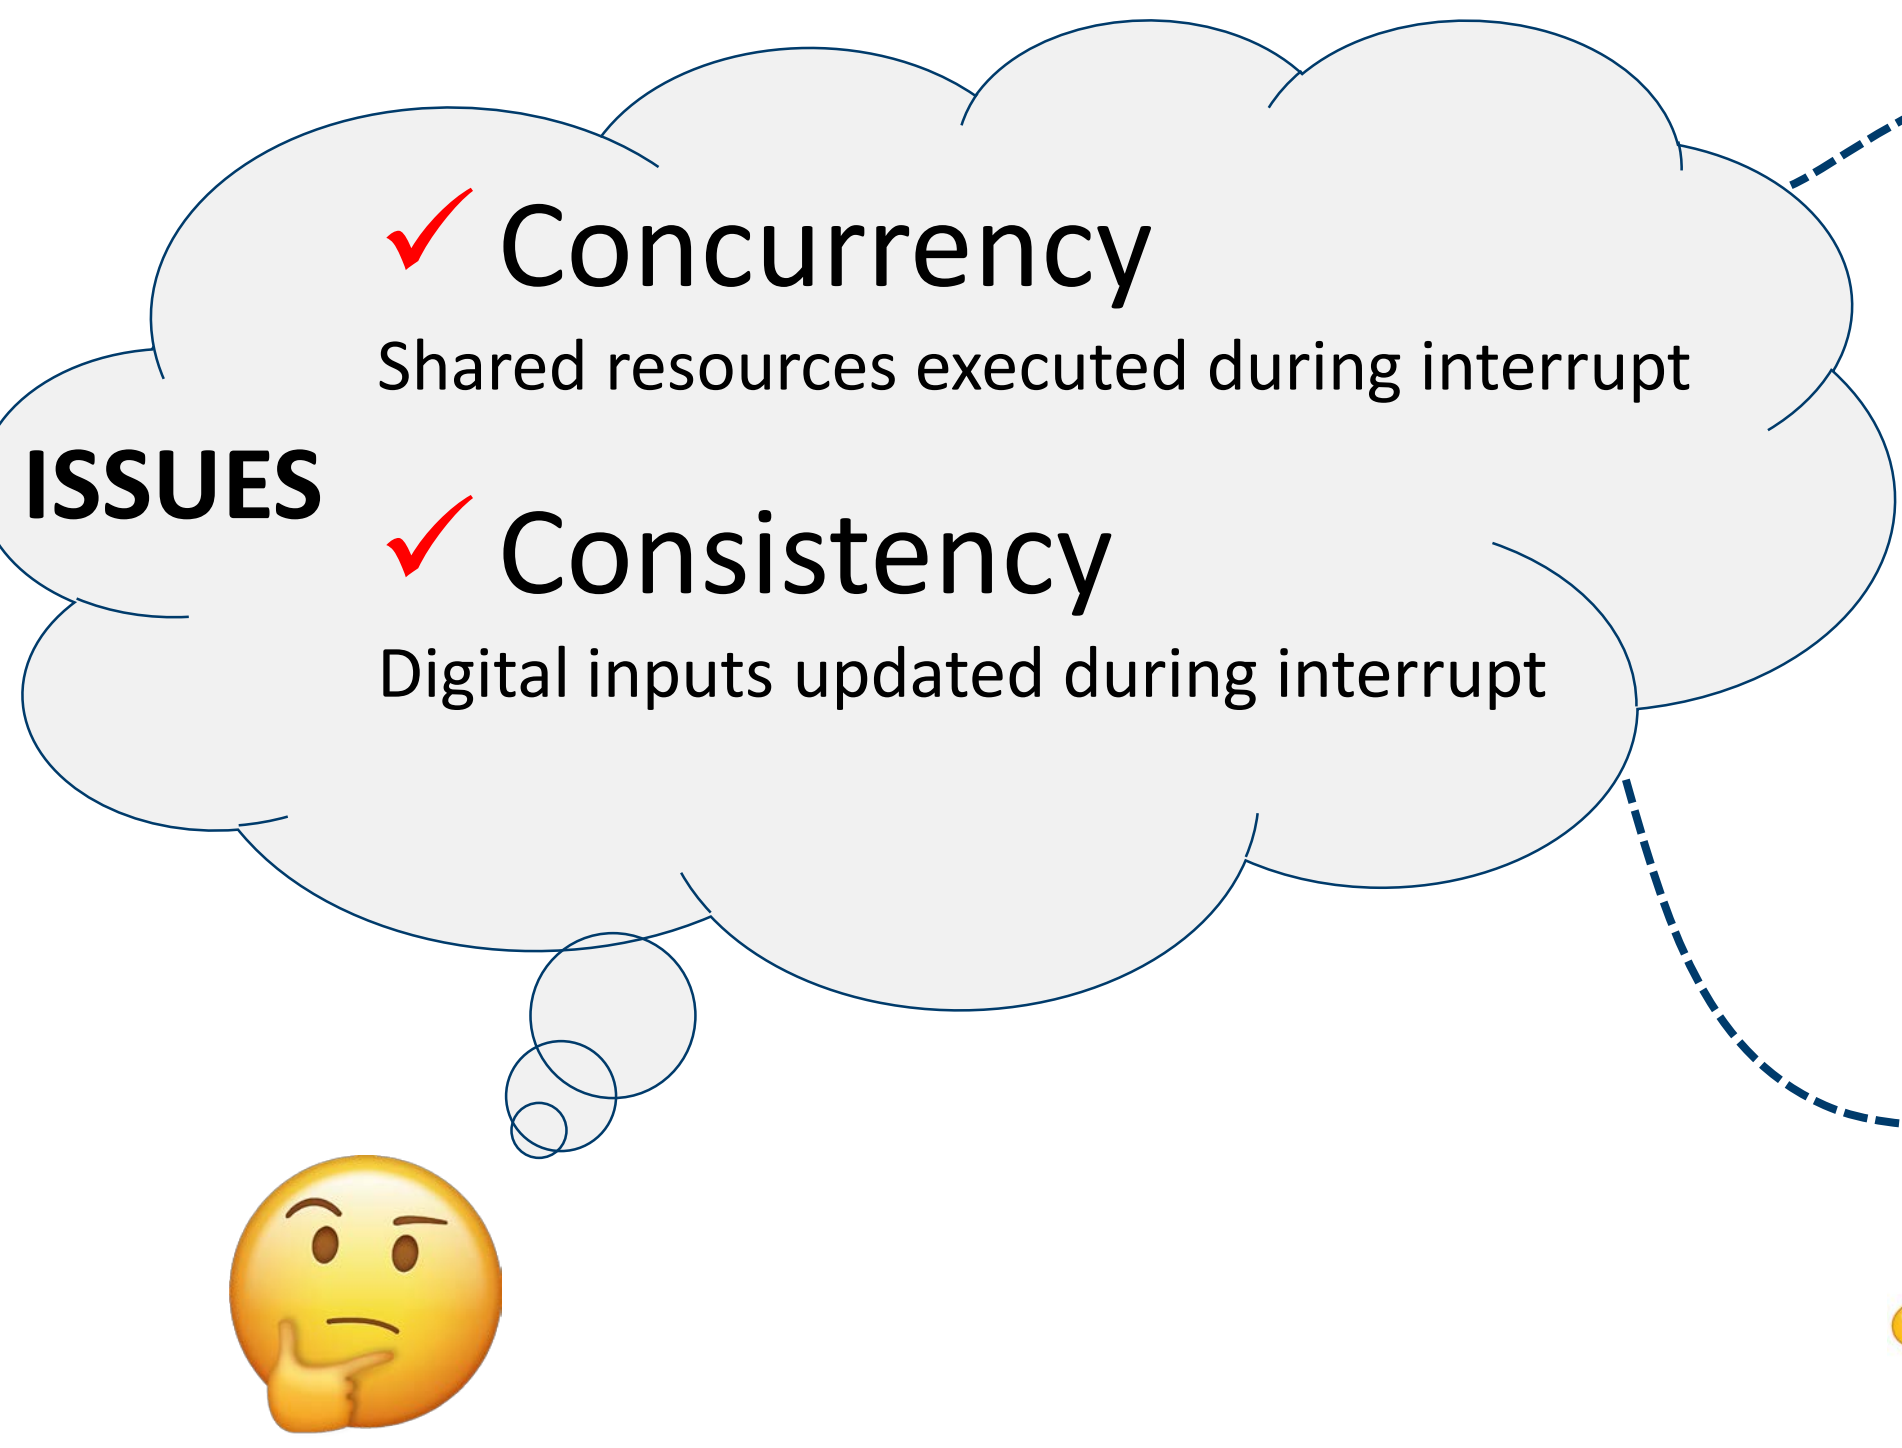 Concurrency
Shared resources executed during interrupt
ISSUES
Consistency
Digital inputs updated during interrupt